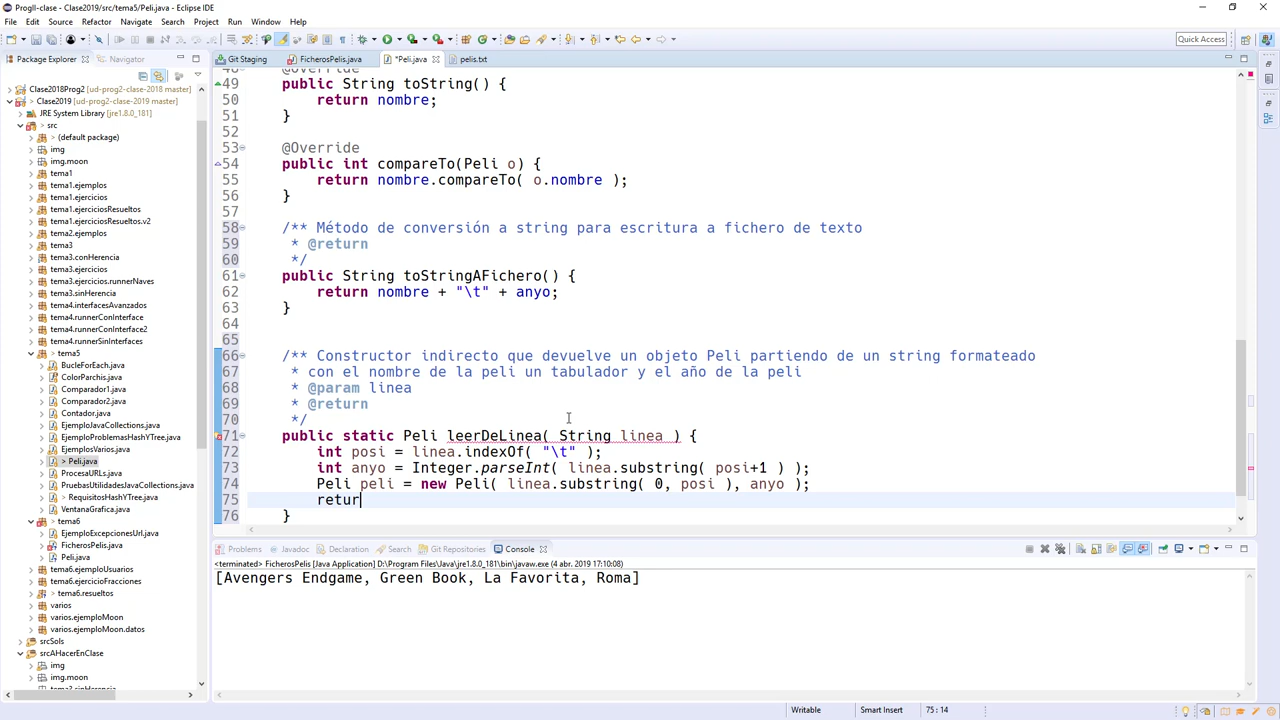 ProgII-clase - Clase2019/src/tema5/Peli.java - Eclipse IDE
File Edit Source Refactor Navigate Search Project Run Window Help
Quick Access
Package Explorer Navigator
Git Staging FicherosPelis.java *Peli.java pelis.txt
Clase2018Prog2 [ud-prog2-clase-2018 master]
> Clase2019 [ud-prog2-clase-2019 master]
JRE System Library [jre1.8.0_181]
> src
> (default package)
img
img.moon
tema1
tema1.ejemplos
tema1.ejercicios
tema1.ejerciciosResueltos
tema1.ejerciciosResueltos.v2
tema2.ejemplos
tema3
tema3.conHerencia
tema3.ejercicios
tema3.ejercicios.runnerNaves
tema3.sinHerencia
tema4.interfacesAvanzados
tema4.runnerConInterface
tema4.runnerConInterface2
tema4.runnerSinInterfaces
> tema5
BucleForEach.java
ColorParchis.java
Comparador1.java
Comparador2.java
Contador.java
EjemploJavaCollections.java
EjemploProblemasHashYTree.java
EjemplosVarios.java
> Peli.java
ProcesaURLs.java
PruebasUtilidadesJavaCollections.java
> RequisitosHashYTree.java
VentanaGrafica.java
> tema6
EjemploExcepcionesUrl.java
FicherosPelis.java
Peli.java
tema6.ejemploUsuarios
tema6.ejercicioFracciones
> tema6.resueltos
varios
varios.ejemploMoon
varios.ejemploMoon.datos
srcSols
srcAHacerEnClase
img
img.moon
tema3.sinHerencia
48 @Override
49 public String toString() {
50 return nombre;
51 }
52
53 @Override
54 public int compareTo(Peli o) {
55 return nombre.compareTo( o.nombre );
56 }
57
58 /** Método de conversión a string para escritura a fichero de texto
59 * @return
60 */
61 public String toStringAFichero() {
62 return nombre + "\t" + anyo;
63 }
64
65
66 /** Constructor indirecto que devuelve un objeto Peli partiendo de un string formateado
67 * con el nombre de la peli un tabulador y el año de la peli
68 * @param linea
69 * @return
70 */
71 public static Peli leerDeLinea( String linea ) {
72 int posi = linea.indexOf( "\t" );
73 int anyo = Integer.parseInt( linea.substring( posi+1 ) );
74 Peli peli = new Peli( linea.substring( 0, posi ), anyo );
75 retur
76 }
Problems Javadoc Declaration Search Git Repositories Console
<terminated> FicherosPelis [Java Application] D:\Program Files\Java\jre1.8.0_181\bin\javaw.exe (4 abr. 2019 17:10:08)
[Avengers Endgame, Green Book, La Favorita, Roma]
Writable Smart Insert 75 : 14